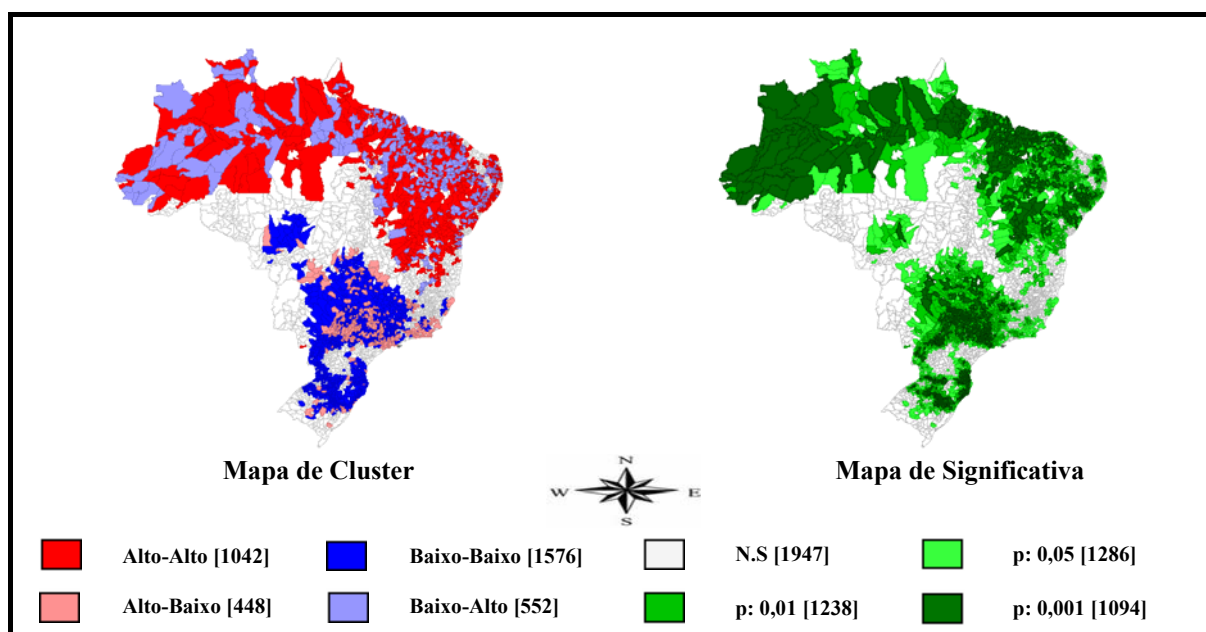 Mapa de Cluster
Mapa de Significativa
N
W E
S
Alto-Alto [1042] Baixo-Baixo [1576] N.S [1947] p: 0,05 [1286]
Alto-Baixo [448] Baixo-Alto [552] p: 0,01 [1238] p: 0,001 [1094]